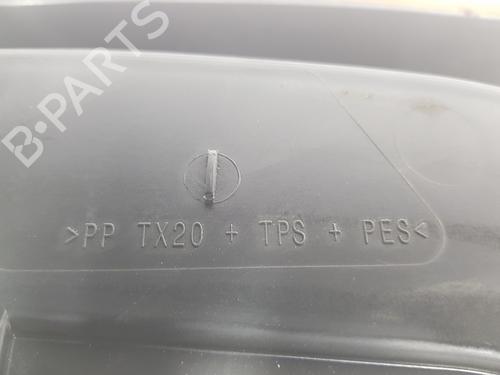 B-PARTS
>PP TX20 + TPS + PES<